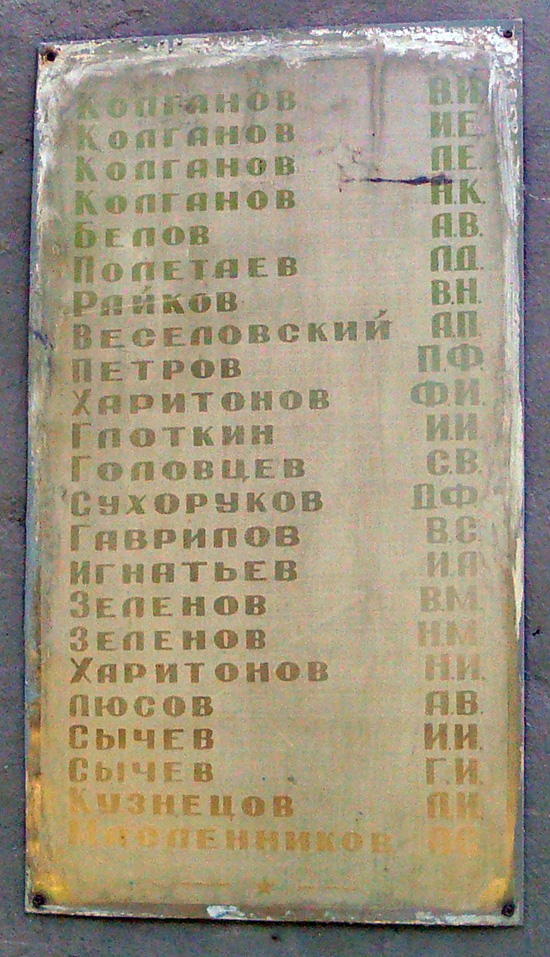 Колганов В.И.
Колганов И.Е.
Колганов Л.Е.
Колганов Н.К.
Белов А.В.
Полетаев Л.Д.
Райков В.Н.
Веселовский А.П.
Петров П.Ф.
Харитонов Ф.И.
Глоткин И.И.
Головцев С.В.
Сухоруков Д.Ф.
Гаврилов В.С.
Игнатьев И.А.
Зеленов В.М.
Зеленов Н.М.
Харитонов Н.И.
Люсов А.В.
Сычев И.И.
Сычев Г.И.
Кузнецов
Масленников